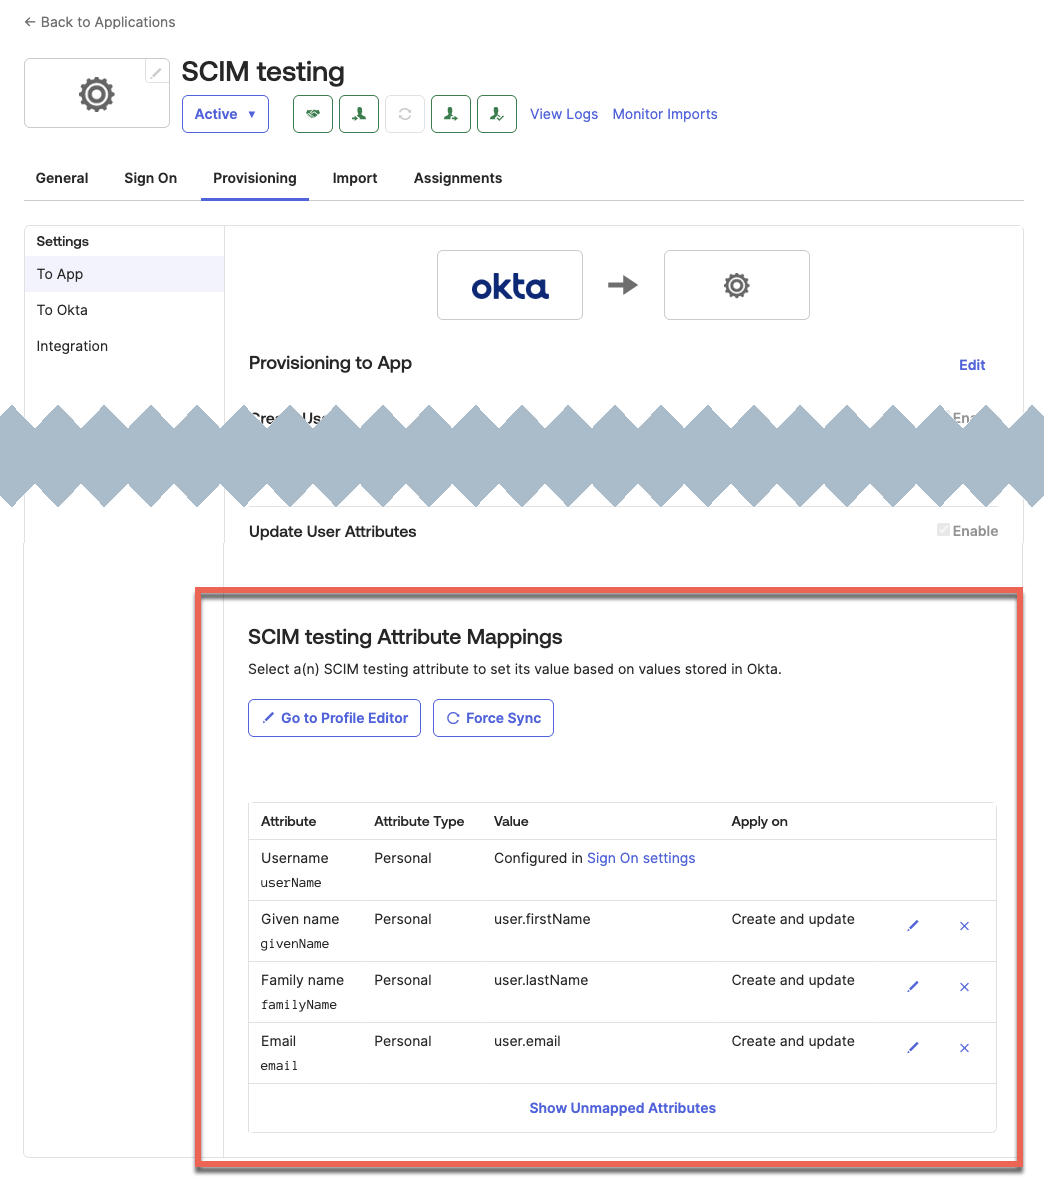 ← Back to Applications
SCIM testing
Active ▼
View Logs Monitor Imports
General Sign On Provisioning Import Assignments
Settings
To App
To Okta
Integration
okta
Provisioning to App Edit
Update User Attributes Enable
SCIM testing Attribute Mappings
Select a(n) SCIM testing attribute to set its value based on values stored in Okta.
Go to Profile Editor Force Sync
Attribute Attribute Type Value Apply on
Username Personal Configured in Sign On settings
userName
Given name Personal user.firstName Create and update
givenName
Family name Personal user.lastName Create and update
familyName
Email Personal user.email Create and update
email
Show Unmapped Attributes